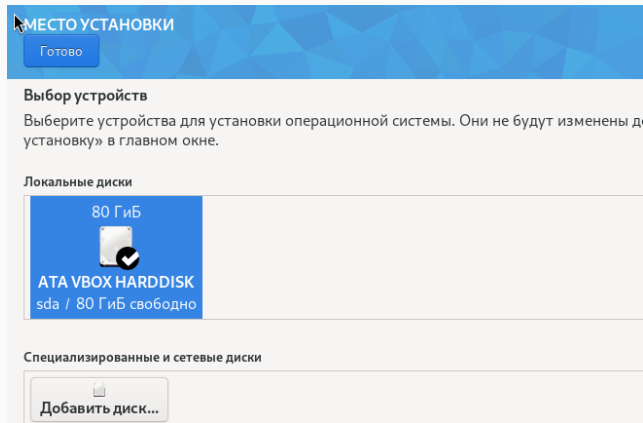 МЕСТО УСТАНОВКИ
Готово
Выбор устройств
Выберите устройства для установки операционной системы. Они не будут изменены
установку» в главном окне.
Локальные диски
80 ГиБ
ATA VBOX HARDDISK
sda / 80 ГиБ свободно
Специализированные и сетевые диски
Добавить диск...